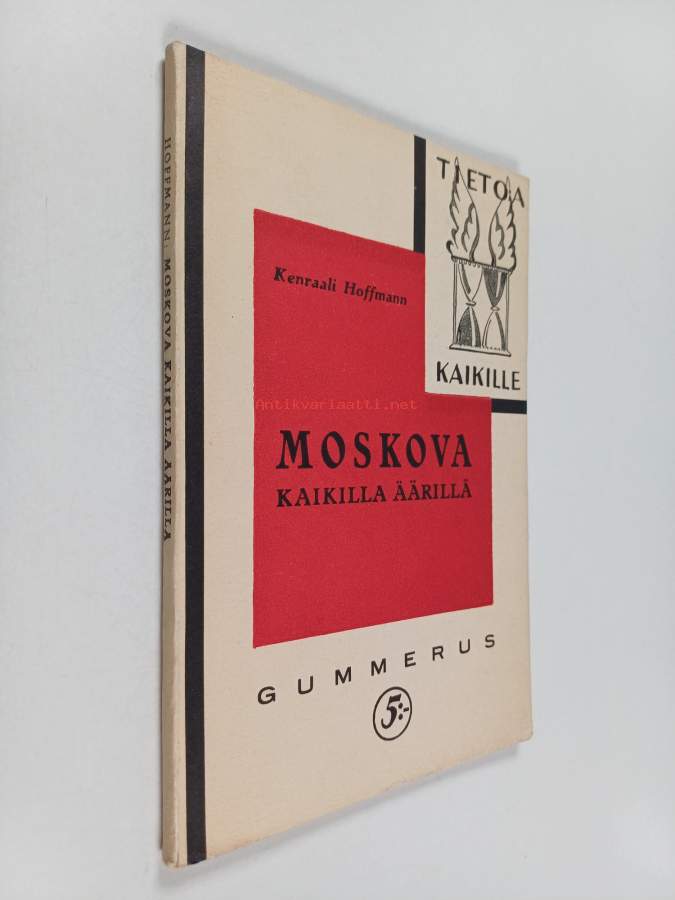 HOFFMANN: MOSKOVA KAIKILLA ÄÄRILLÄ
TIETOA
KAIKILLE
Kenraali Hoffmann
Antikvariaatti.net
MOSKOVA
KAIKILLA ÄÄRILLÄ
GUMMERUS
5:-